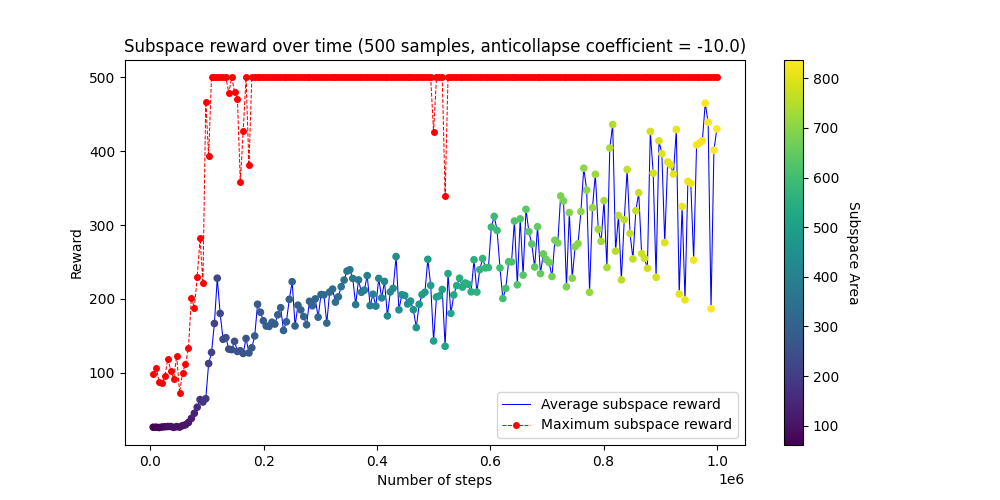 Subspace reward over time (500 samples, anticollapse coefficient = -10.0)
500
400
300
200
100
Reward
0.0
0.2
0.4
0.6
0.8
1.0
1e6
Number of steps
Average subspace reward
Maximum subspace reward
800
700
600
500
400
300
200
100
Subspace Area